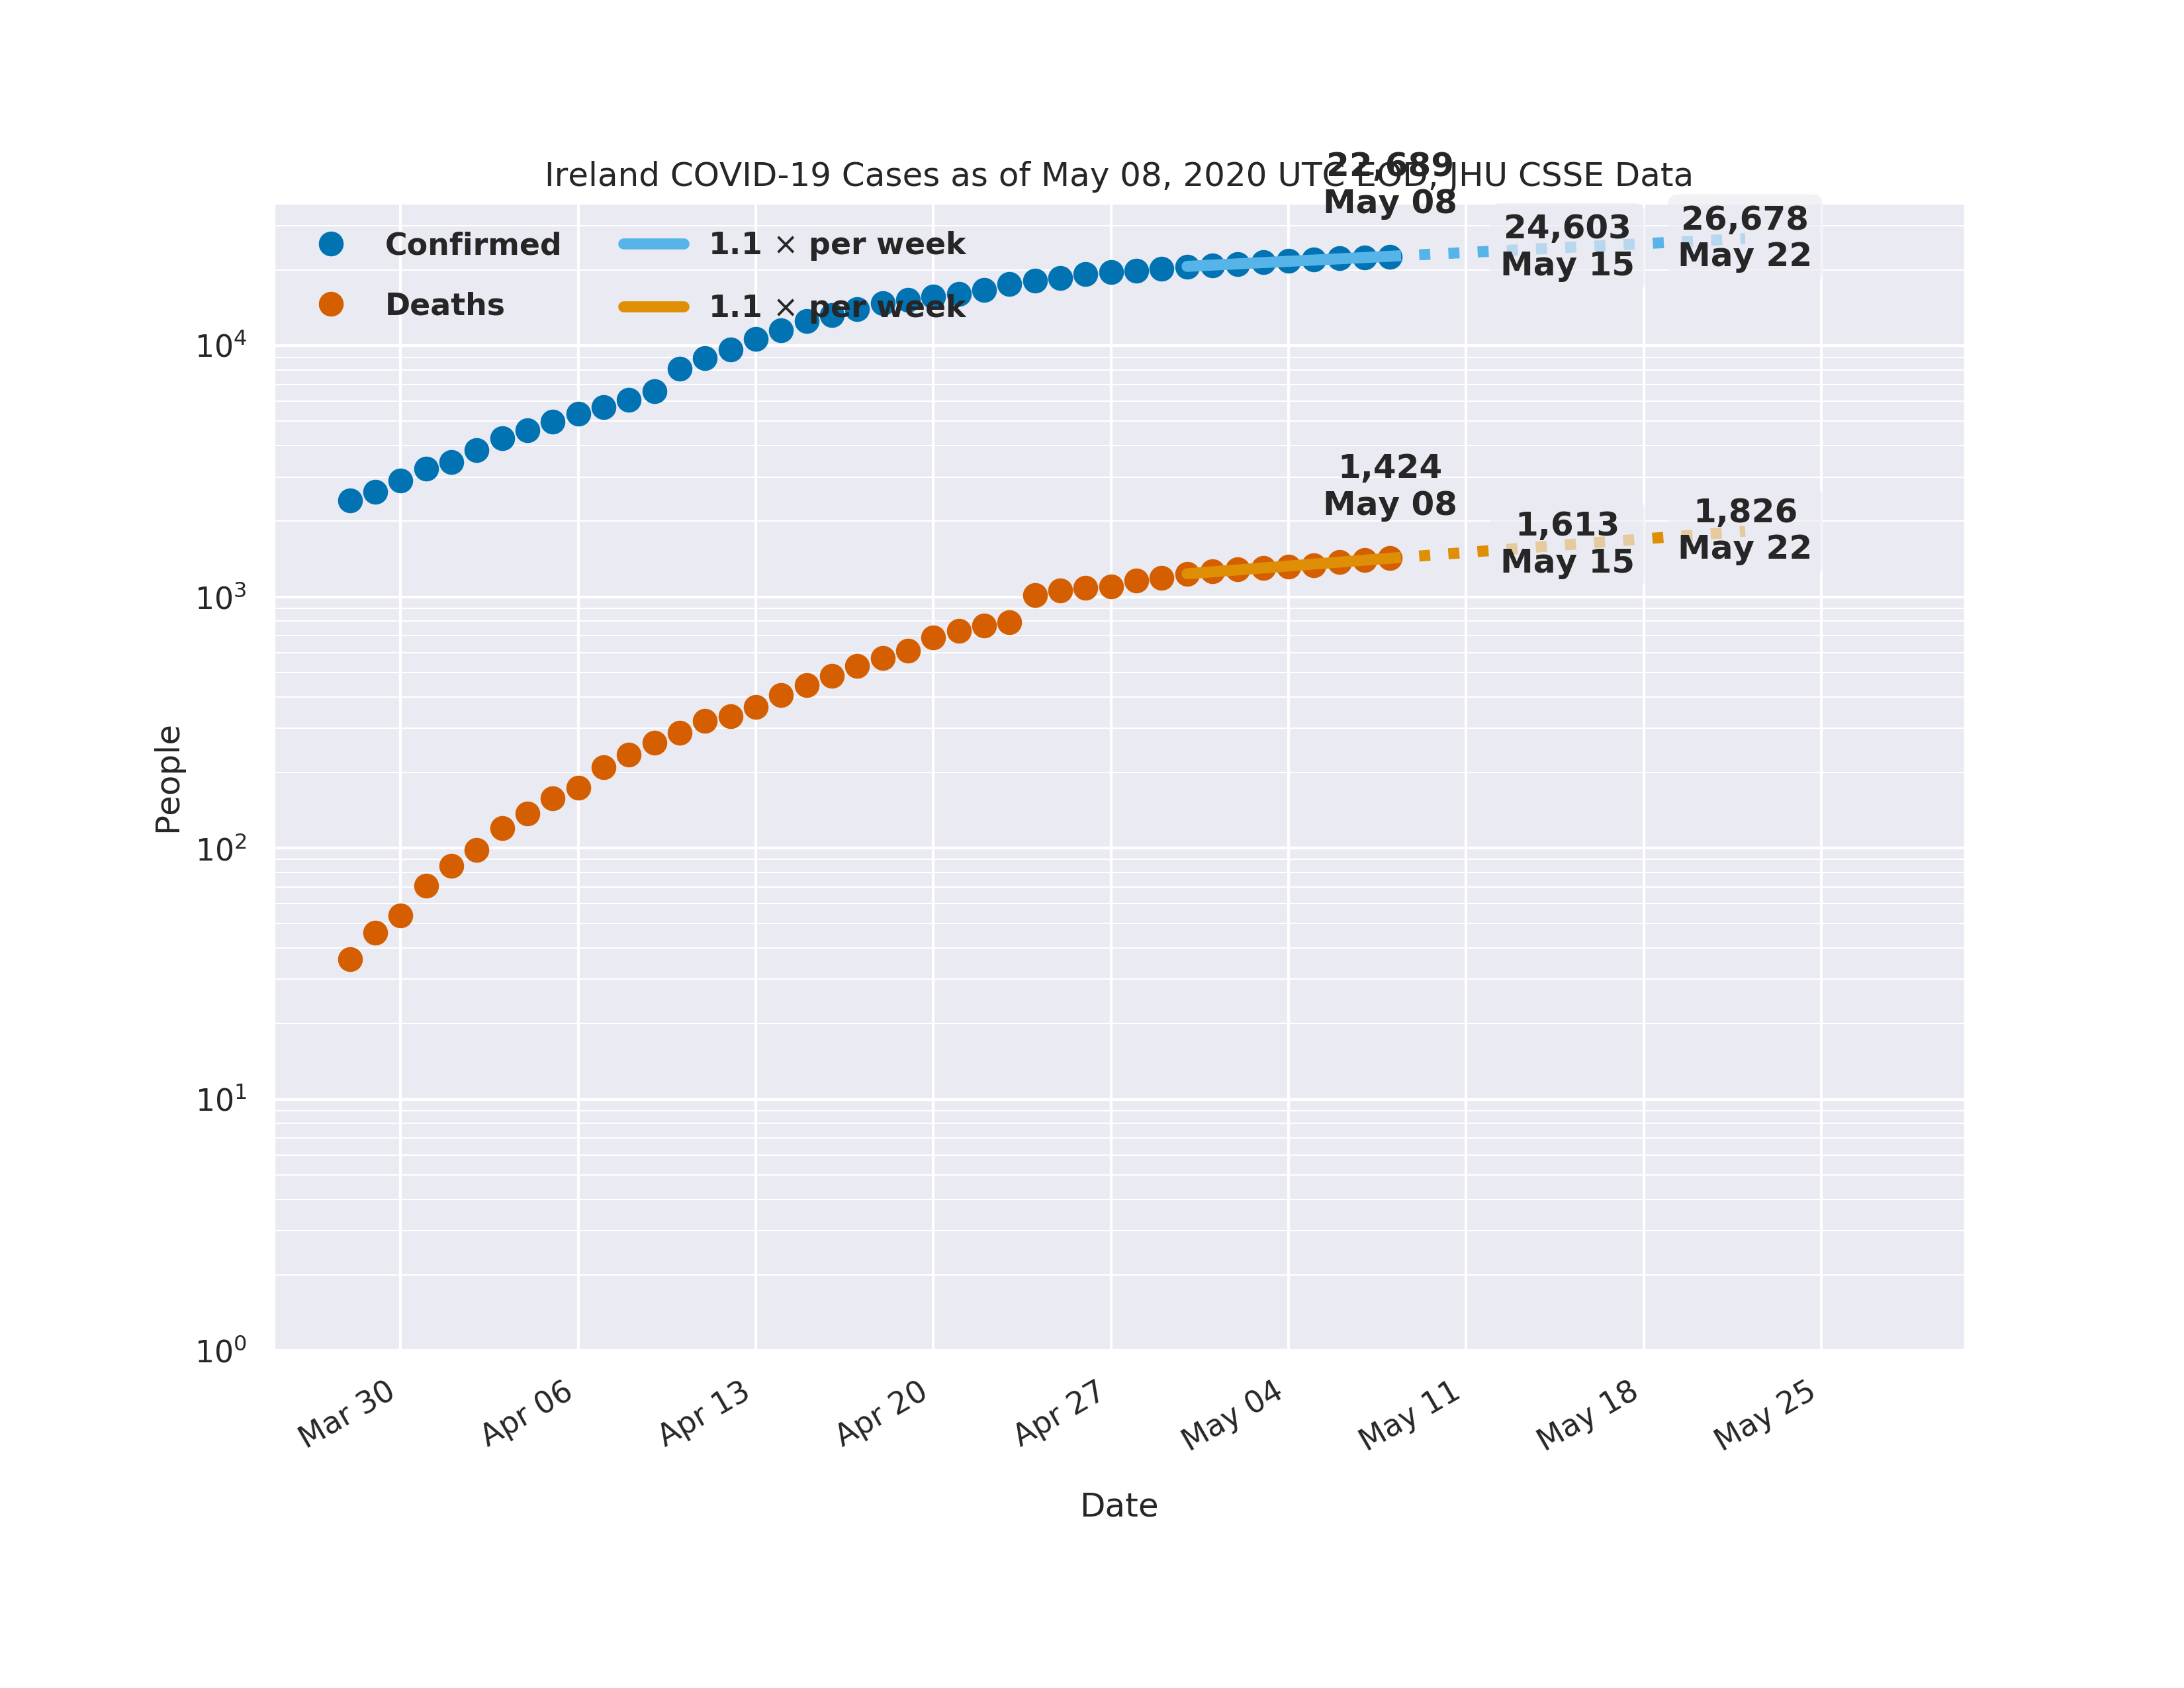 Ireland COVID-19 Cases as of May 08, 2020 UTC EOD, JHU CSSE Data
22,689
May 08
24,603
May 15
26,678
May 22
Confirmed
Deaths
1.1 × per week
1.1 × per week
1,424
May 08
1,613
May 15
1,826
May 22
People
10⁴
10³
10²
10¹
10⁰
Mar 30
Apr 06
Apr 13
Apr 20
Apr 27
May 04
May 11
May 18
May 25
Date